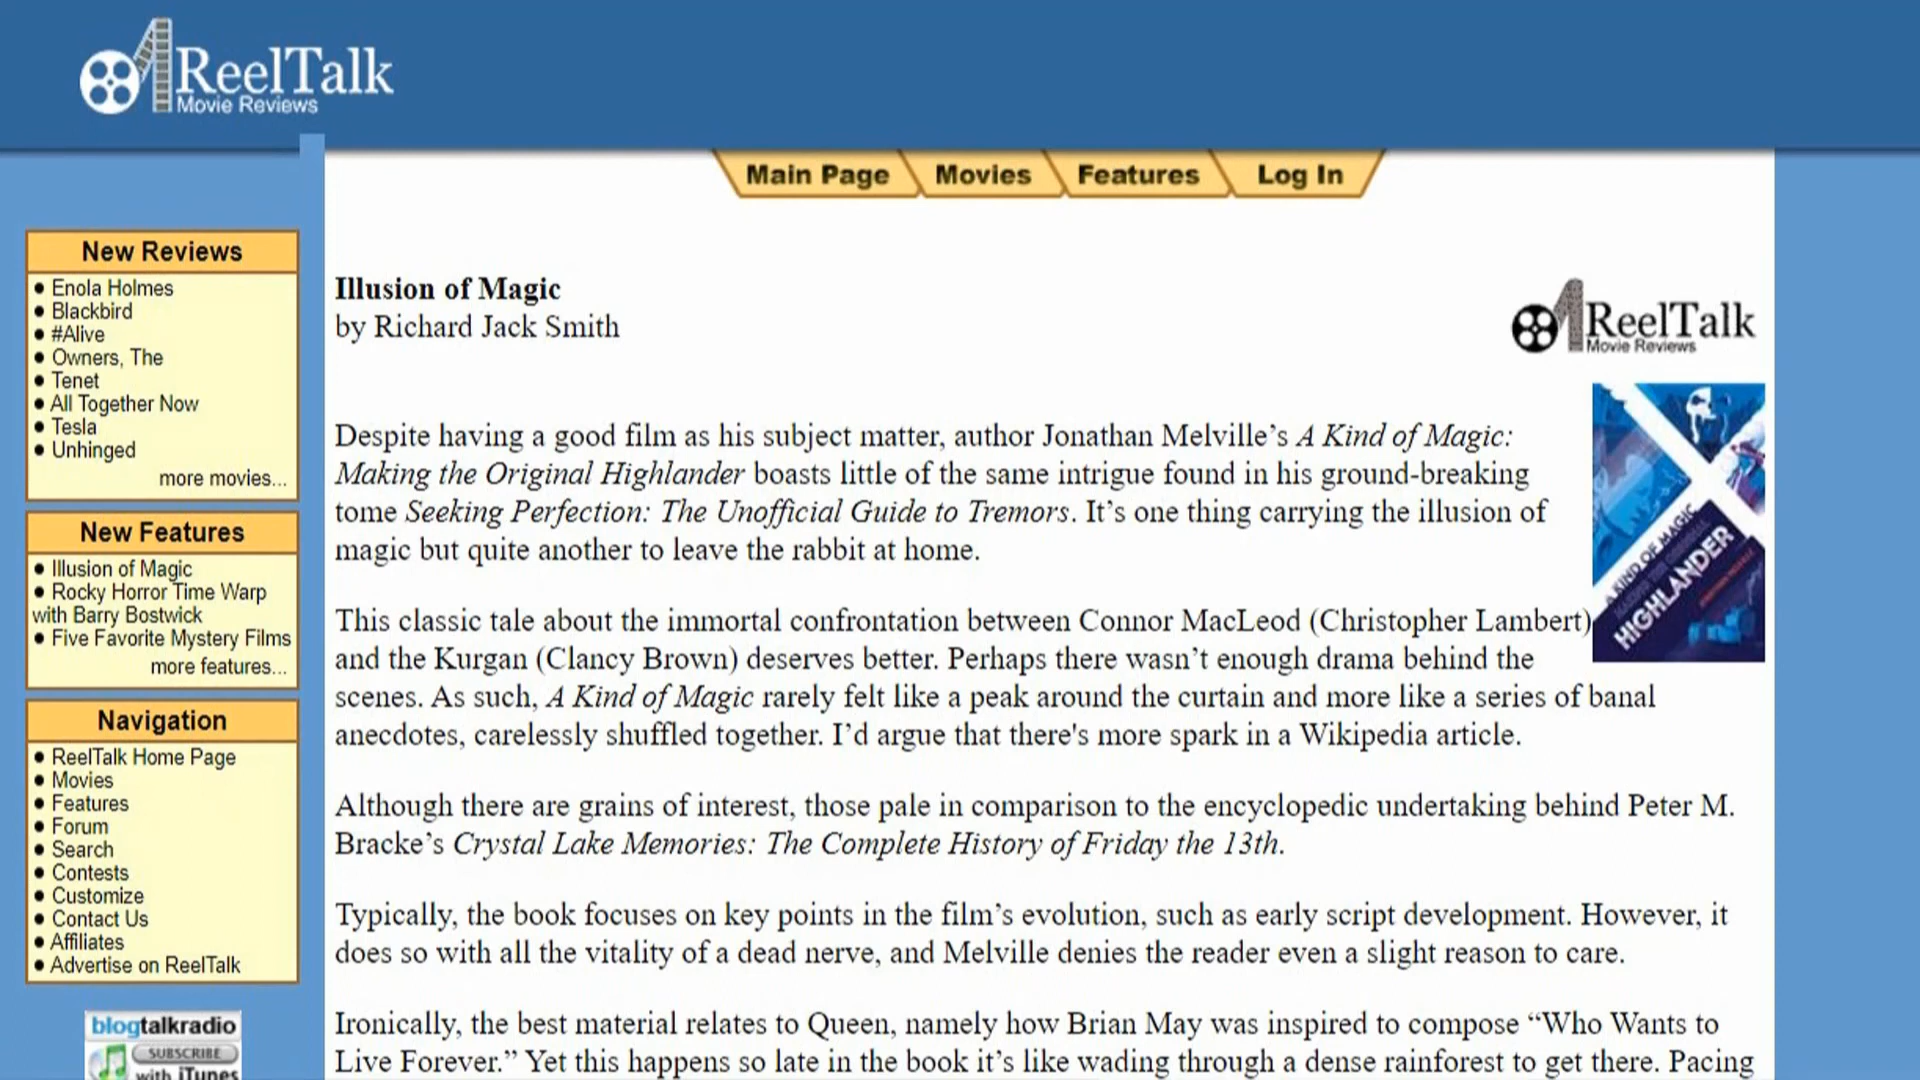 ReelTalk
Movie Reviews
Main Page
Movies
Features
Log In
New Reviews
• Enola Holmes
• Blackbird
• #Alive
• Owners, The
• Tenet
• All Together Now
• Tesla
• Unhinged
more movies...
New Features
• Illusion of Magic
• Rocky Horror Time Warp
with Barry Bostwick
• Five Favorite Mystery Films
more features...
Navigation
• ReelTalk Home Page
• Movies
• Features
• Forum
• Search
• Contests
• Customize
• Contact Us
• Affiliates
• Advertise on ReelTalk
blogtalkradio
SUBSCRIBE
with iTunes
Illusion of Magic
by Richard Jack Smith
ReelTalk
Movie Reviews
Despite having a good film as his subject matter, author Jonathan Melville’s A Kind of Magic:
Making the Original Highlander boasts little of the same intrigue found in his ground-breaking
tome Seeking Perfection: The Unofficial Guide to Tremors. It’s one thing carrying the illusion of
magic but quite another to leave the rabbit at home.
A KIND OF MAGIC
HIGHLANDER
This classic tale about the immortal confrontation between Connor MacLeod (Christopher Lambert)
and the Kurgan (Clancy Brown) deserves better. Perhaps there wasn’t enough drama behind the
scenes. As such, A Kind of Magic rarely felt like a peak around the curtain and more like a series of banal
anecdotes, carelessly shuffled together. I’d argue that there's more spark in a Wikipedia article.
Although there are grains of interest, those pale in comparison to the encyclopedic undertaking behind Peter M.
Bracke’s Crystal Lake Memories: The Complete History of Friday the 13th.
Typically, the book focuses on key points in the film’s evolution, such as early script development. However, it
does so with all the vitality of a dead nerve, and Melville denies the reader even a slight reason to care.
Ironically, the best material relates to Queen, namely how Brian May was inspired to compose “Who Wants to
Live Forever.” Yet this happens so late in the book it’s like wading through a dense rainforest to get there. Pacing